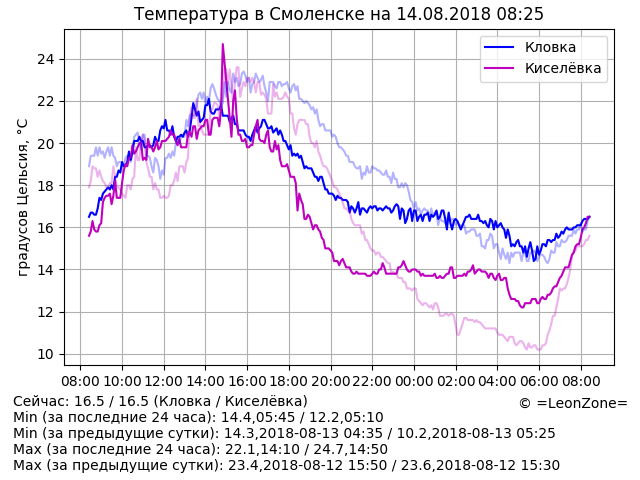 Температура в Смоленске на 14.08.2018 08:25
Кловка
Киселёвка
градусов Цельсия, °C
24
22
20
18
16
14
12
10
08:00 10:00 12:00 14:00 16:00 18:00 20:00 22:00 00:00 02:00 04:00 06:00 08:00
Сейчас: 16.5 / 16.5 (Кловка / Киселёвка)
© =LeonZone=
Min (за последние 24 часа): 14.4,05:45 / 12.2,05:10
Min (за предыдущие сутки): 14.3,2018-08-13 04:35 / 10.2,2018-08-13 05:25
Max (за последние 24 часа): 22.1,14:10 / 24.7,14:50
Max (за предыдущие сутки): 23.4,2018-08-12 15:50 / 23.6,2018-08-12 15:30